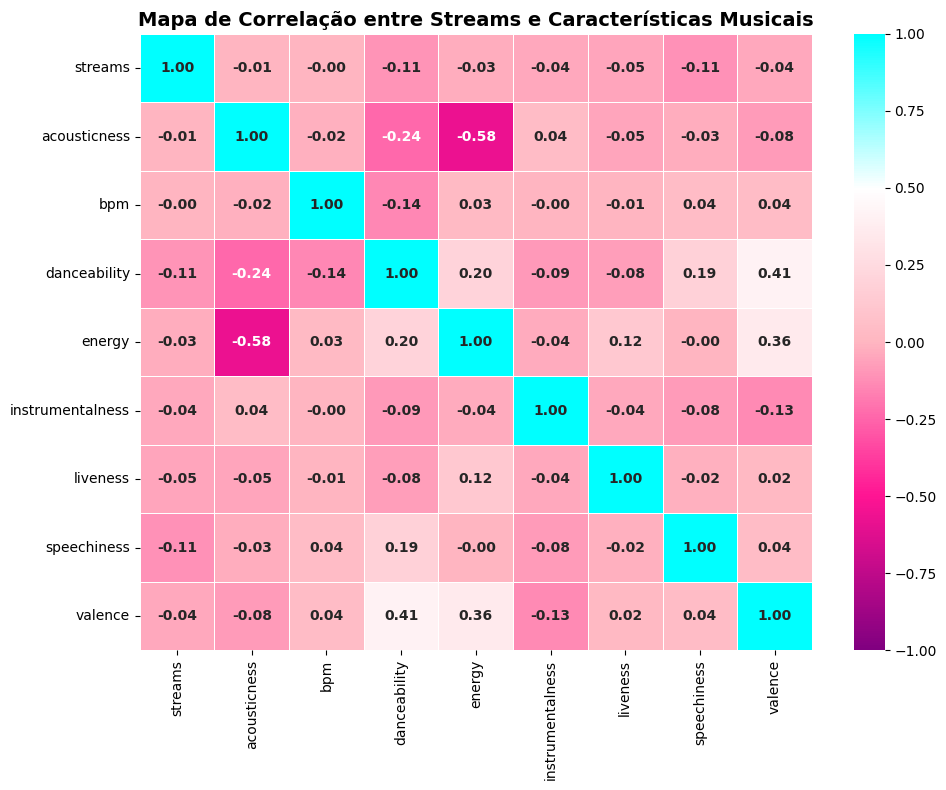 Mapa de Correlação entre Streams e Características Musicais
streams 1.00 -0.01 -0.00 -0.11 -0.03 -0.04 -0.05 -0.11 -0.04
acousticness -0.01 1.00 -0.02 -0.24 -0.58 0.04 -0.05 -0.03 -0.08
bpm -0.00 -0.02 1.00 -0.14 0.03 -0.00 -0.01 0.04 0.04
danceability -0.11 -0.24 -0.14 1.00 0.20 -0.09 -0.08 0.19 0.41
energy -0.03 -0.58 0.03 0.20 1.00 -0.04 0.12 -0.00 0.36
instrumentalness -0.04 0.04 -0.00 -0.09 -0.04 1.00 -0.04 -0.08 -0.13
liveness -0.05 -0.05 -0.01 -0.08 0.12 -0.04 1.00 -0.02 0.02
speechiness -0.11 -0.03 0.04 0.19 -0.00 -0.08 -0.02 1.00 0.04
valence -0.04 -0.08 0.04 0.41 0.36 -0.13 0.02 0.04 1.00
streams acousticness bpm danceability energy instrumentalness liveness speechiness valence
1.00
0.75
0.50
0.25
0.00
−0.25
−0.50
−0.75
−1.00